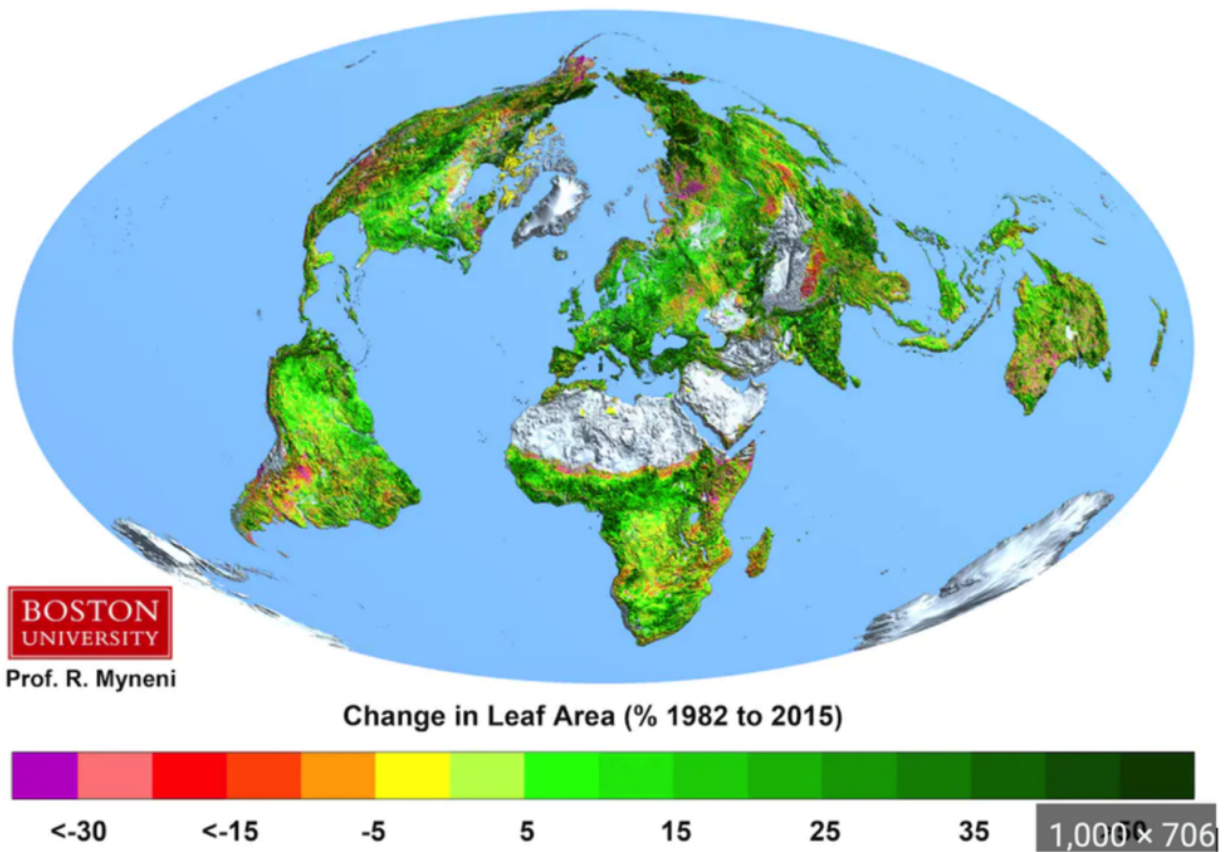 BOSTON
UNIVERSITY
Prof. R. Myneni
Change in Leaf Area (% 1982 to 2015)
<-30 <-15 -5 5 15 25 35
1,000 × 706